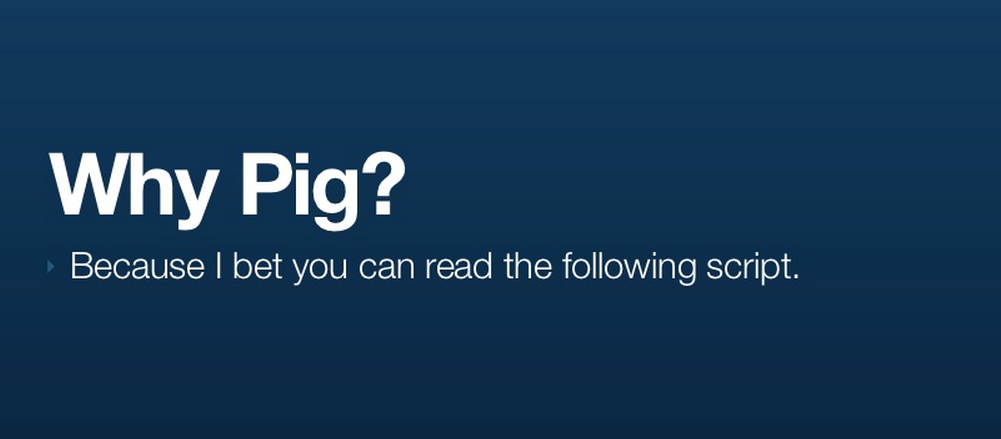 Why Pig?
Because I bet you can read the following script.